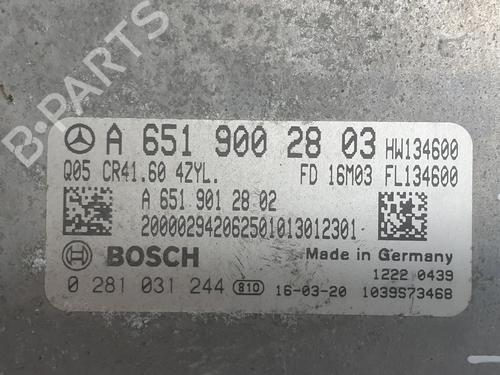 A 651 900 28 03 HW134600
Q05 CR41.60 4ZYL. FD 16M03 FL134600
A 651 901 28 02
200002942062501013012301
BOSCH Made in Germany
1222 0439
0 281 031 244 810 16-03-20 1039S73468
B-PARTS